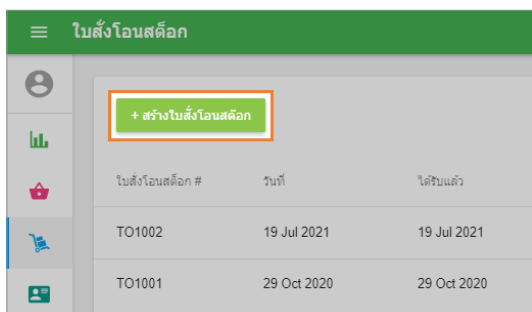 ใบสั่งโอนสต็อก
+ สร้างใบสั่งโอนสต๊อก
ใบสั่งโอนสต็อก # วันที่ ได้รับแล้ว
TO1002 19 Jul 2021 19 Jul 2021
TO1001 29 Oct 2020 29 Oct 2020